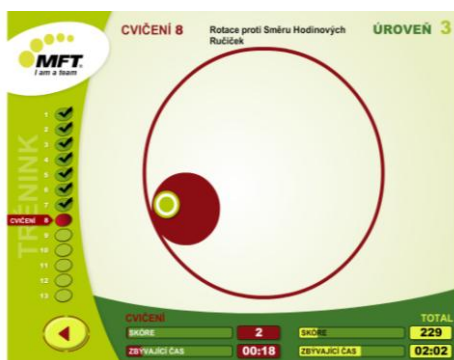 CVIČENÍ 8
Rotace proti Směru Hodinových
Ručiček
ÚROVEŇ 3
MFT
I am a team
TRÉNINK
1
2
3
4
5
6
7
CVIČENÍ 8
9
10
11
12
13
CVIČENÍ
TOTAL
SKÓRE 2 SKÓRE 229
ZBÝVAJÍCÍ ČAS 00:18 ZBÝVAJÍCÍ ČAS 02:02